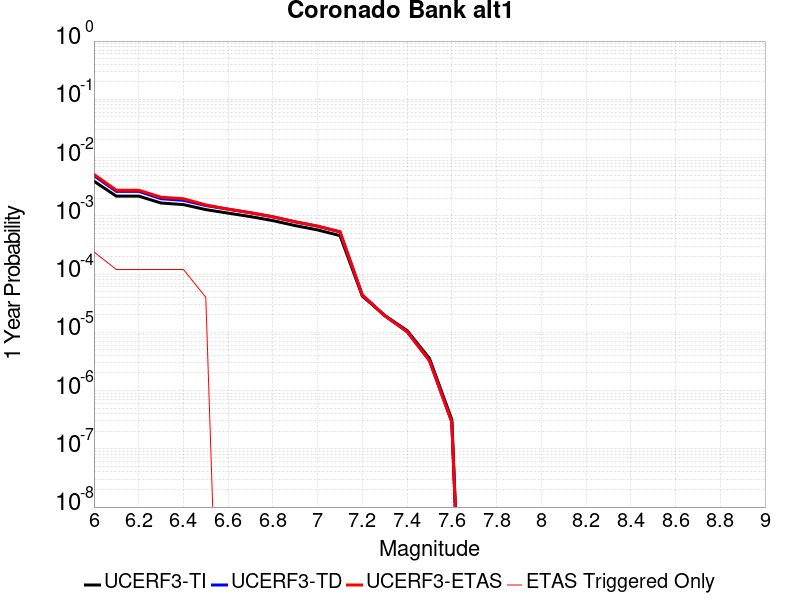 Coronado Bank alt1
10^0
10^-1
10^-2
10^-3
10^-4
10^-5
10^-6
10^-7
10^-8
1 Year Probability
6 6.2 6.4 6.6 6.8 7 7.2 7.4 7.6 7.8 8 8.2 8.4 8.6 8.8 9
Magnitude
UCERF3-TI UCERF3-TD UCERF3-ETAS ETAS Triggered Only